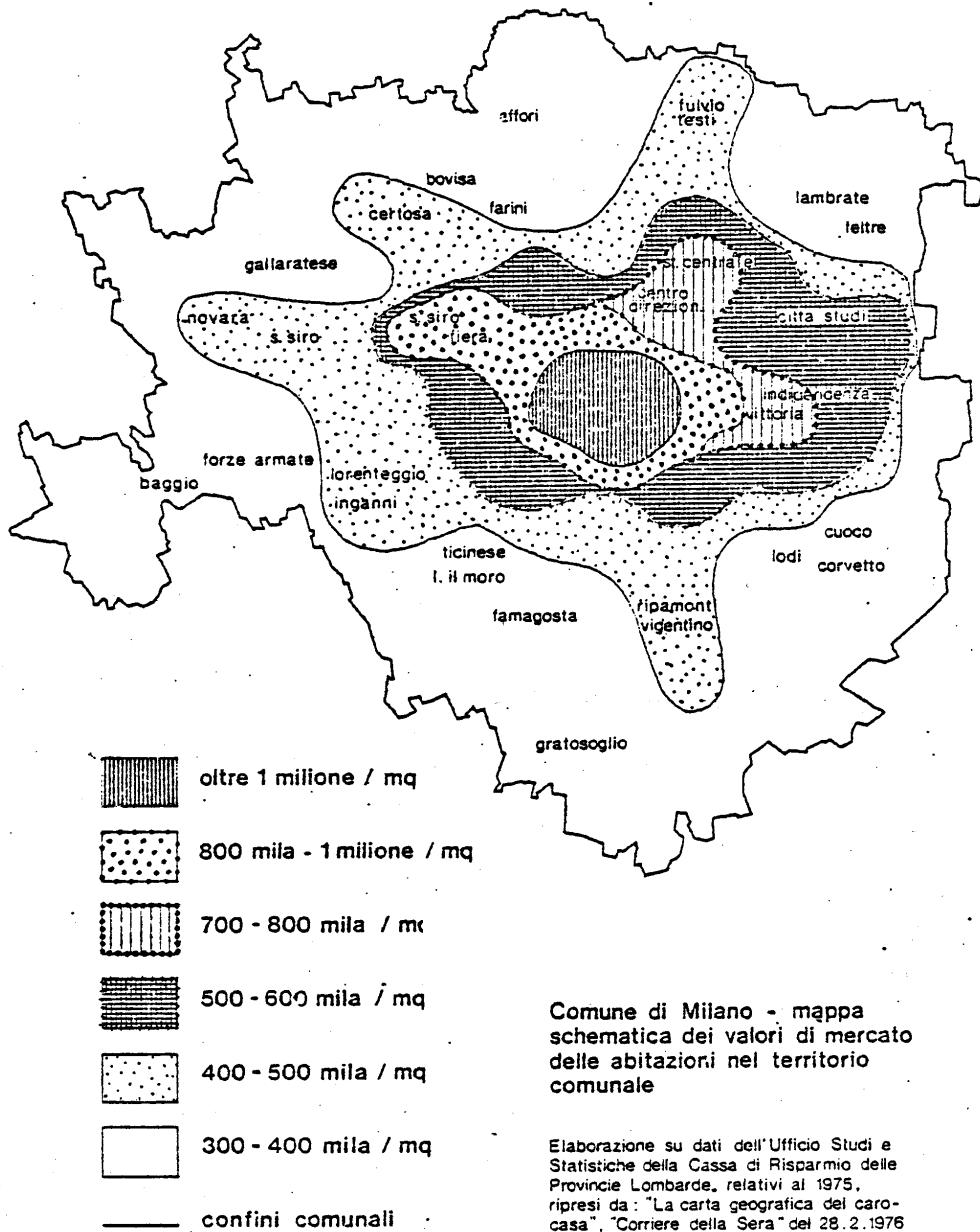 affori
fulvio
testi
bovisa
certosa
farini
lambrate
feltre
gallaratese
st. centrale
centro
direzion
novara
s. siro
s. siro
fiera
città studi
indipendenza
vittoria
forze armate
baggio
lorenteggio
inganni
ticinese
l. il moro
famagosta
cuoco
lodi
corvetto
ripamont
vigentino
gratosoglio
oltre 1 milione / mq
800 mila - 1 milione / mq
700 - 800 mila / mq
500 - 600 mila / mq
400 - 500 mila / mq
300 - 400 mila / mq
confini comunali
Comune di Milano - mappa
schematica dei valori di mercato
delle abitazioni nel territorio
comunale
Elaborazione su dati dell'Ufficio Studi e
Statistiche della Cassa di Risparmio delle
Provincie Lombarde, relativi al 1975,
ripresi da : "La carta geografica del caro-
casa", "Corriere della Sera" del 28.2.1976